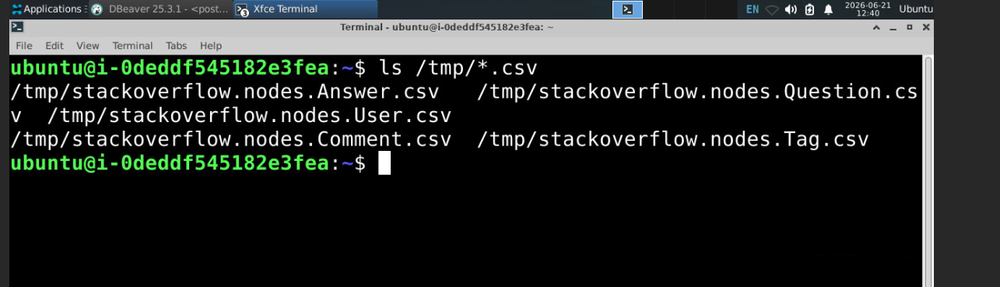 Applications DBeaver 25.3.1 - <post... Xfce Terminal EN 2026-06-21 Ubuntu
12:40
Terminal - ubuntu@i-0deddf545182e3fea: ~
File Edit View Terminal Tabs Help
ubuntu@i-0deddf545182e3fea:~$ ls /tmp/*.csv
/tmp/stackoverflow.nodes.Answer.csv /tmp/stackoverflow.nodes.Question.cs
v /tmp/stackoverflow.nodes.User.csv
/tmp/stackoverflow.nodes.Comment.csv /tmp/stackoverflow.nodes.Tag.csv
ubuntu@i-0deddf545182e3fea:~$